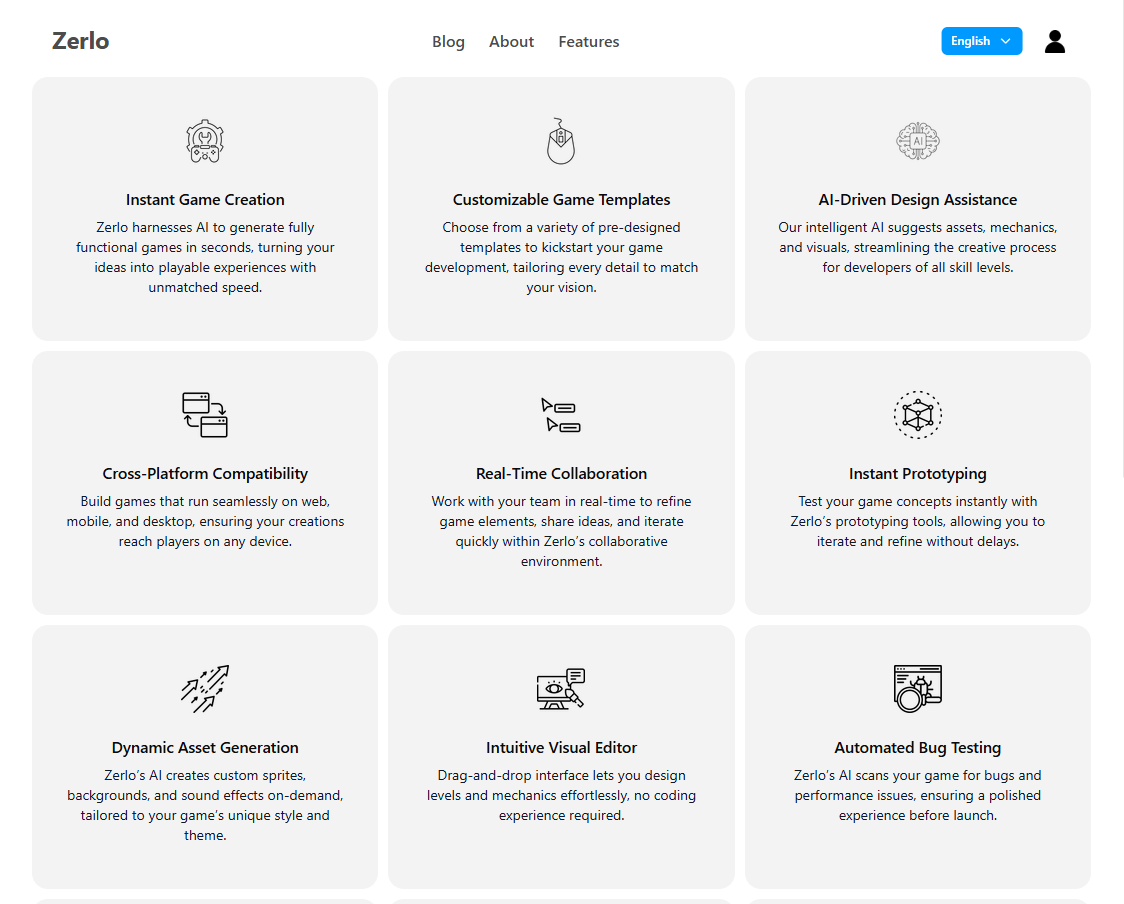 Zerlo
Blog
About
Features
English
Instant Game Creation
Zerlo harnesses AI to generate fully
functional games in seconds, turning your
ideas into playable experiences with
unmatched speed.
Customizable Game Templates
Choose from a variety of pre-designed
templates to kickstart your game
development, tailoring every detail to match
your vision.
AI
AI-Driven Design Assistance
Our intelligent AI suggests assets, mechanics,
and visuals, streamlining the creative process
for developers of all skill levels.
Cross-Platform Compatibility
Build games that run seamlessly on web,
mobile, and desktop, ensuring your creations
reach players on any device.
Real-Time Collaboration
Work with your team in real-time to refine
game elements, share ideas, and iterate
quickly within Zerlo’s collaborative
environment.
Instant Prototyping
Test your game concepts instantly with
Zerlo’s prototyping tools, allowing you to
iterate and refine without delays.
Dynamic Asset Generation
Zerlo’s AI creates custom sprites,
backgrounds, and sound effects on-demand,
tailored to your game’s unique style and
theme.
Intuitive Visual Editor
Drag-and-drop interface lets you design
levels and mechanics effortlessly, no coding
experience required.
Automated Bug Testing
Zerlo’s AI scans your game for bugs and
performance issues, ensuring a polished
experience before launch.